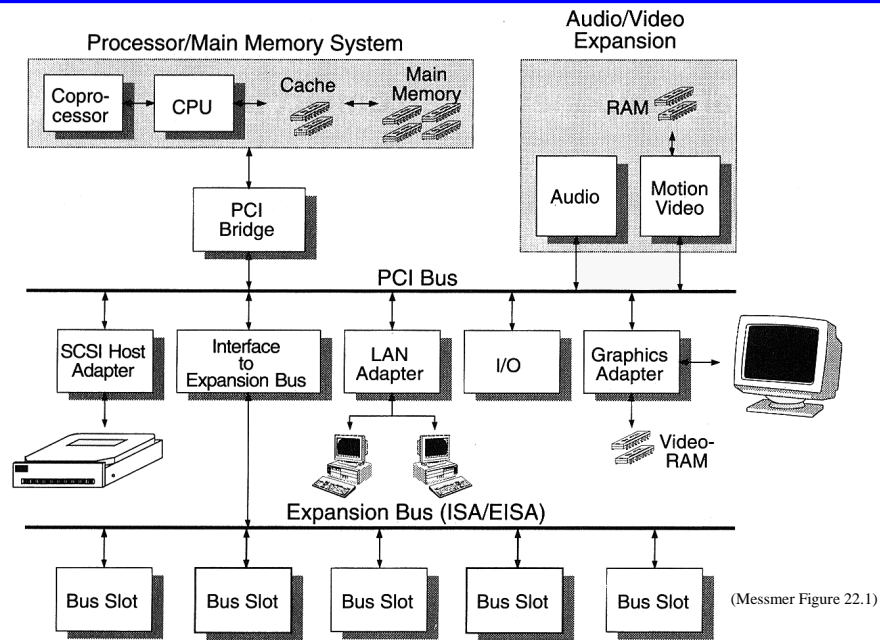 Processor/Main Memory System
Audio/Video
Expansion
Copro-
cessor
CPU
Cache
Main
Memory
RAM
Audio
Motion
Video
PCI
Bridge
PCI Bus
SCSI Host
Adapter
Interface
to
Expansion Bus
LAN
Adapter
I/O
Graphics
Adapter
Video-
RAM
Expansion Bus (ISA/EISA)
Bus Slot
Bus Slot
Bus Slot
Bus Slot
Bus Slot
(Messmer Figure 22.1)